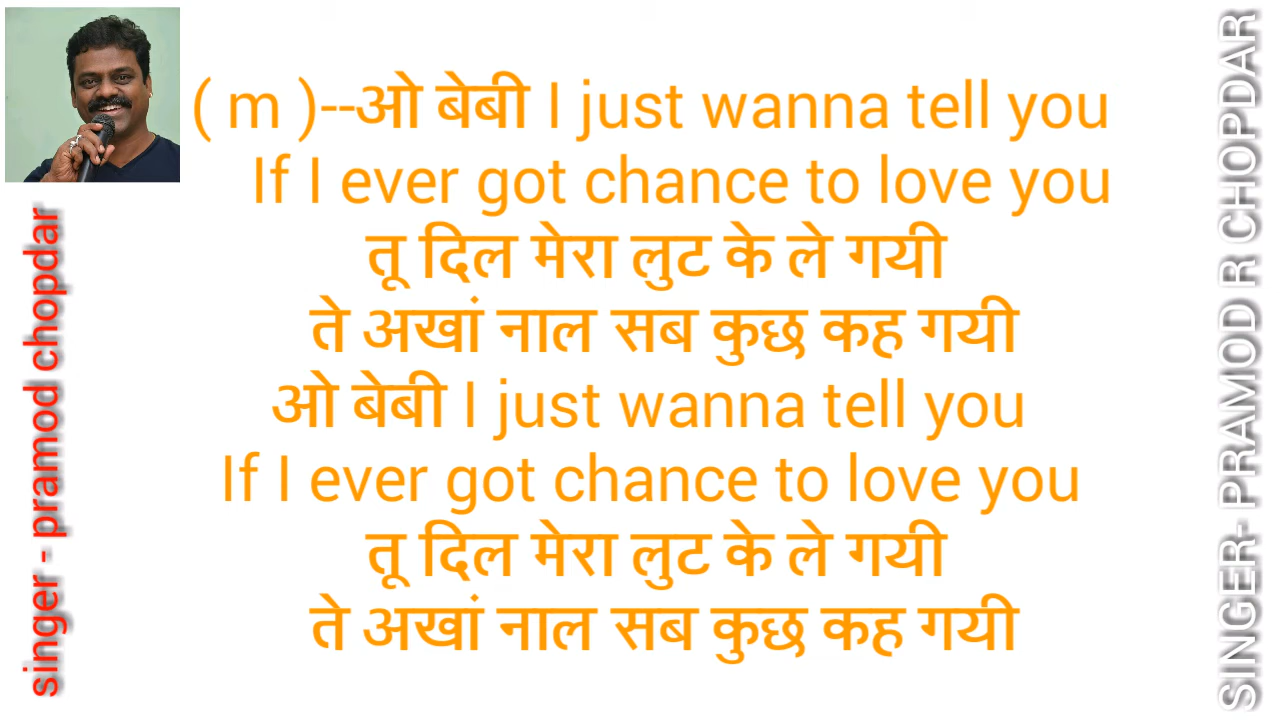 ( m )--ओ बेबी I just wanna tell you
If I ever got chance to love you
तू दिल मेरा लुट के ले गयी
ते अखां नाल सब कुछ कह गयी
ओ बेबी I just wanna tell you
If I ever got chance to love you
तू दिल मेरा लुट के ले गयी
ते अखां नाल सब कुछ कह गयी
singer - pramod chopdar
SINGER- PRAMOD R CHOPDAR